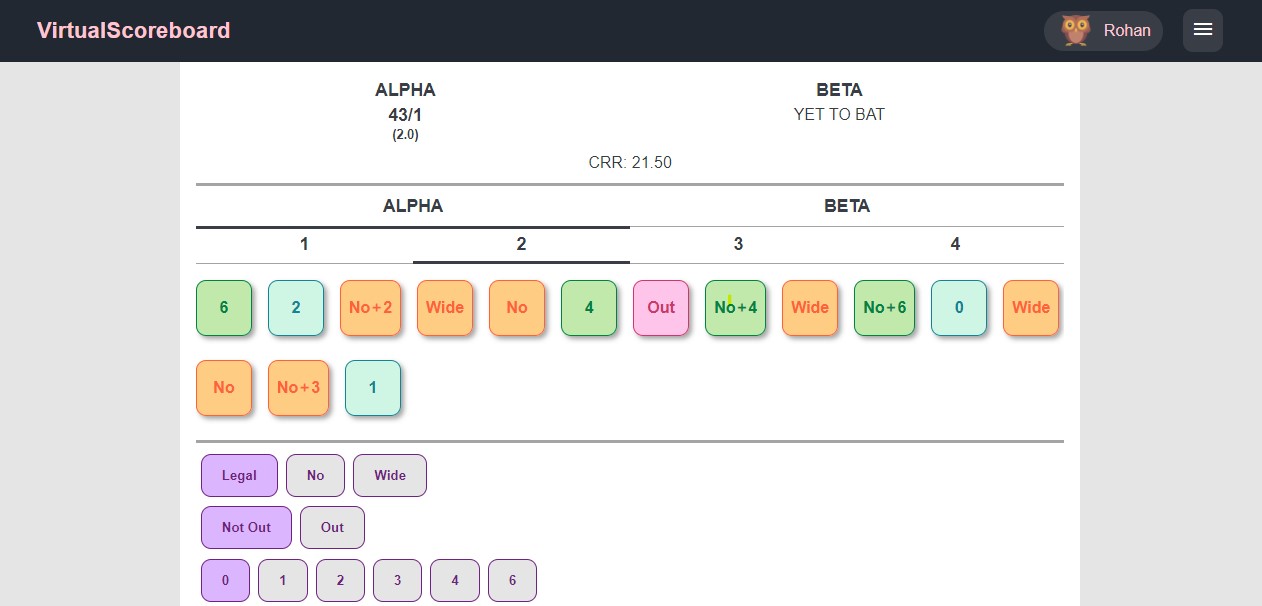 VirtualScoreboard Rohan
ALPHA BETA
43/1 YET TO BAT
(2.0)
CRR: 21.50
ALPHA BETA
1 2 3 4
6 2 No+2 Wide No 4 Out No+4 Wide No+6 0 Wide
No No+3 1
Legal No Wide
Not Out Out
0 1 2 3 4 6